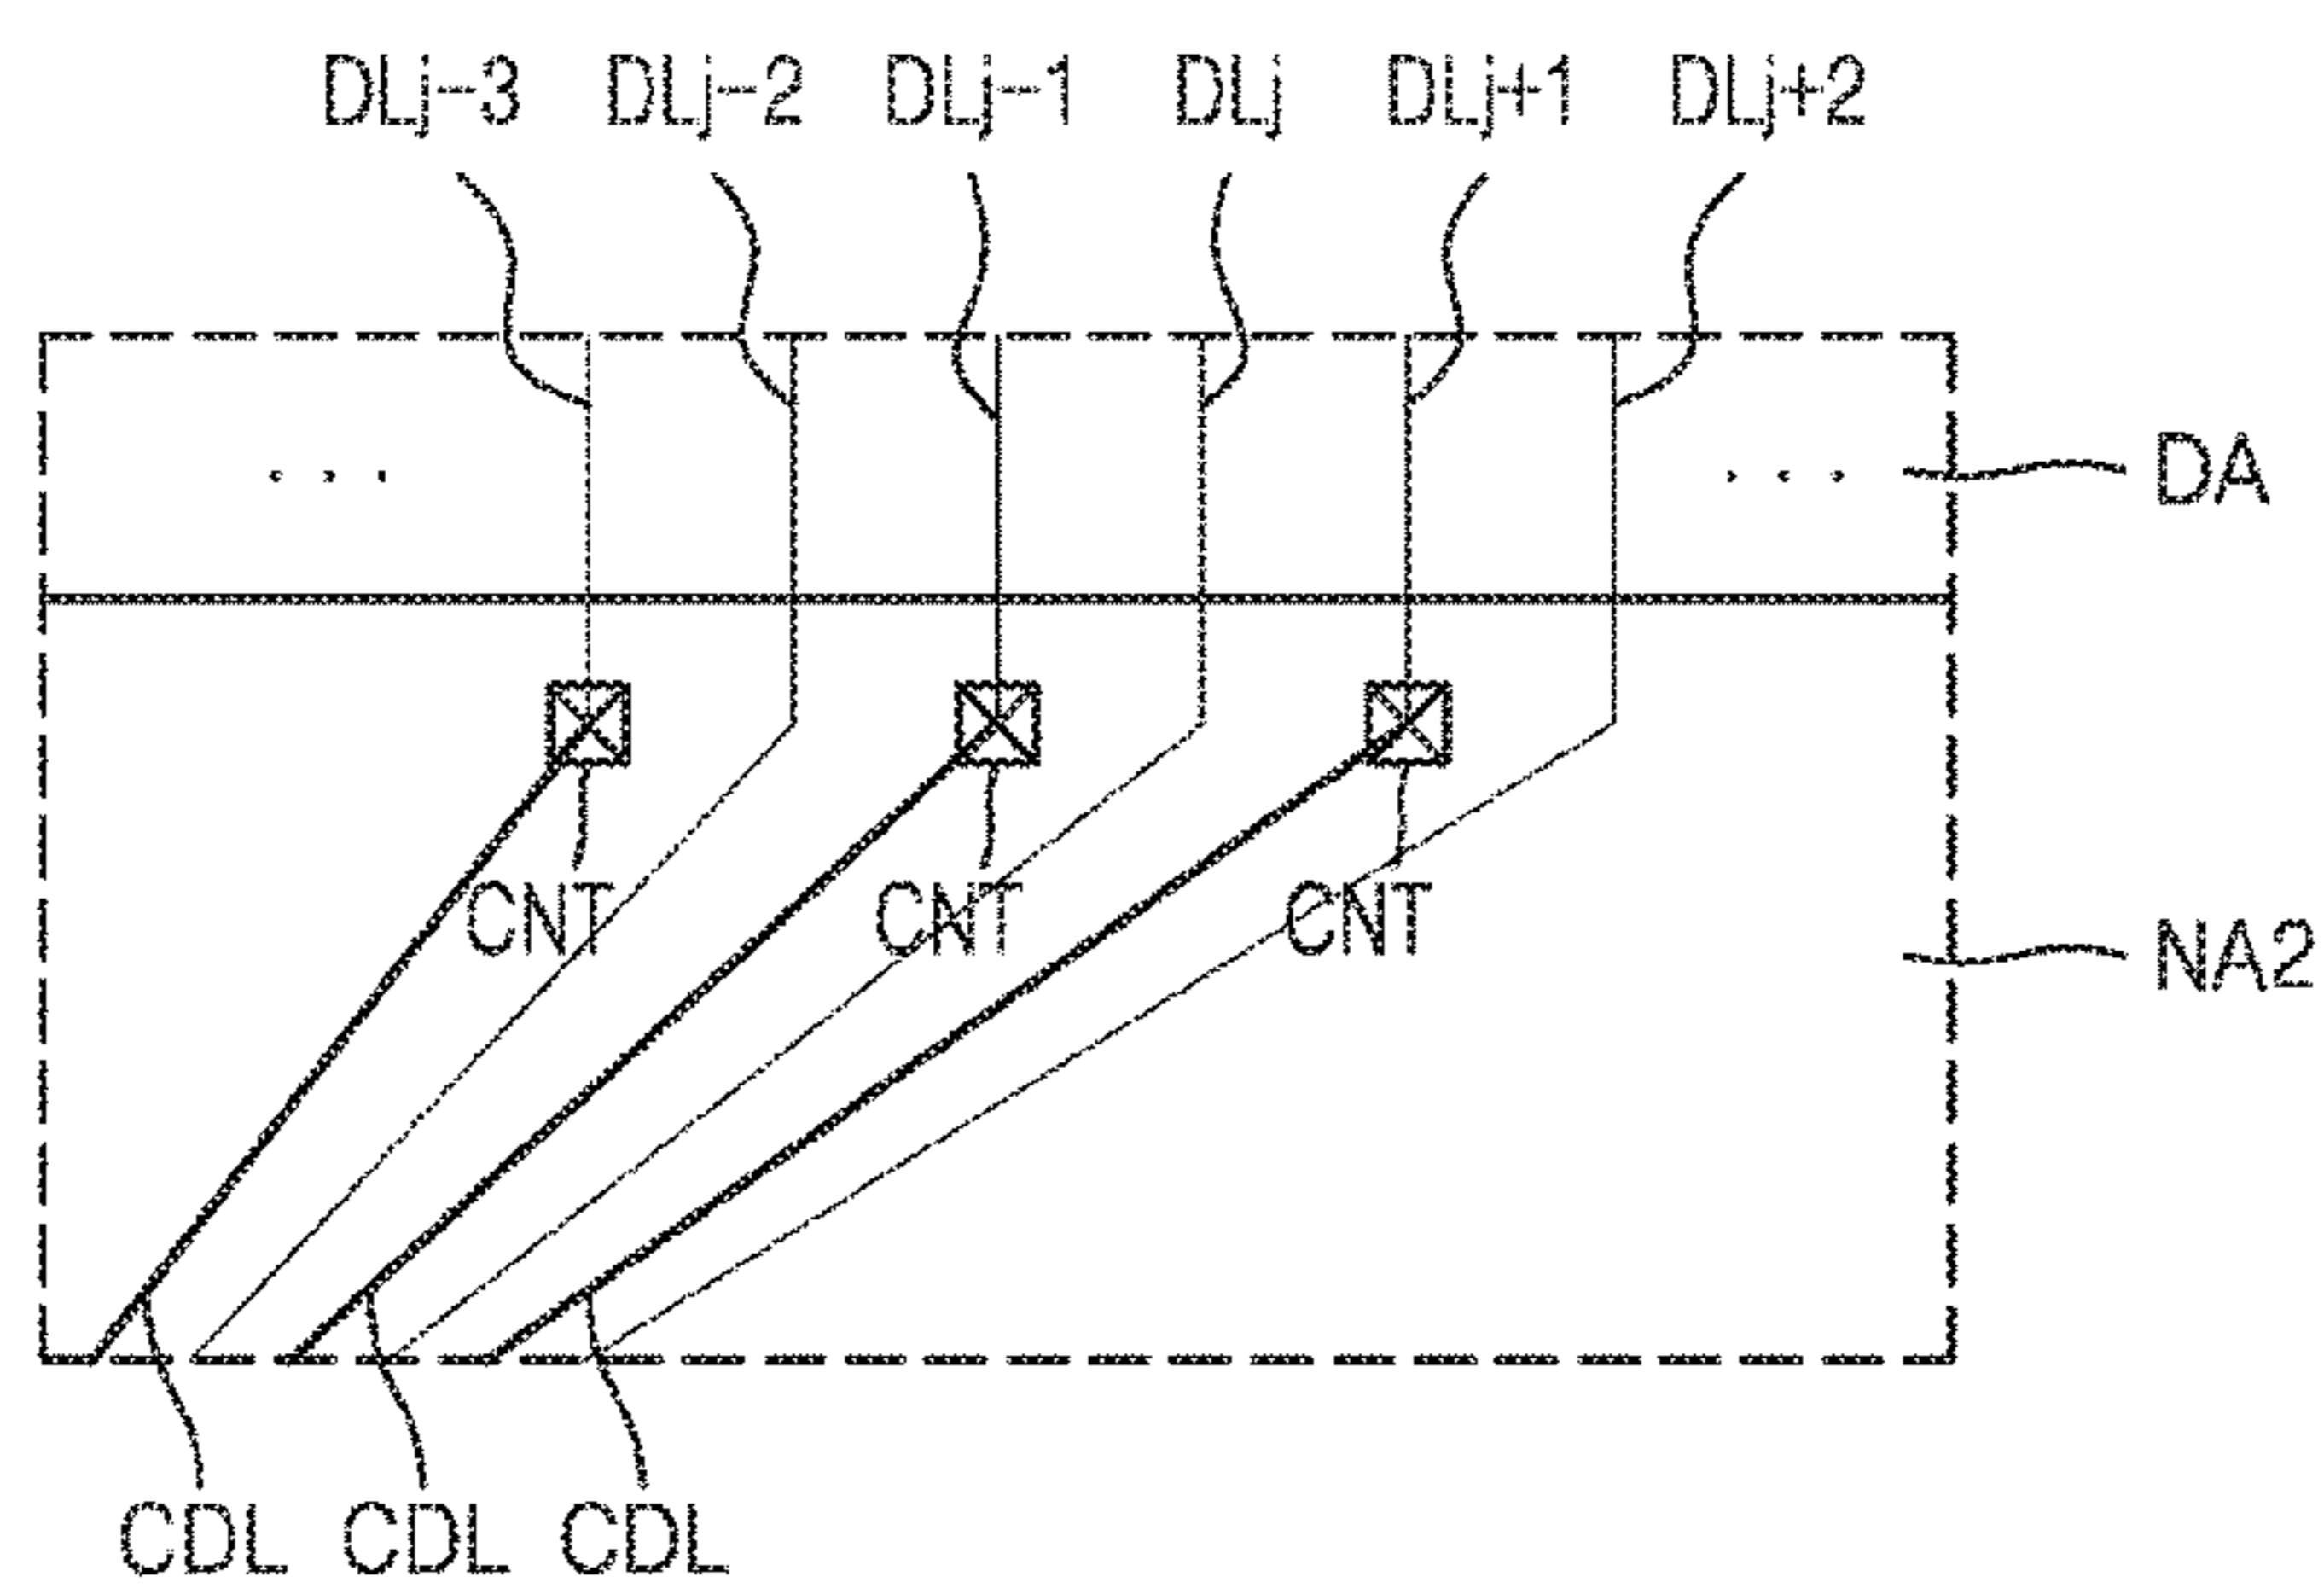 DLj-3 DLj-2 DLj-1 DLj DLj+1 DLj+2
DA
CNT CNT CNT
NA2
CDL CDL CDL